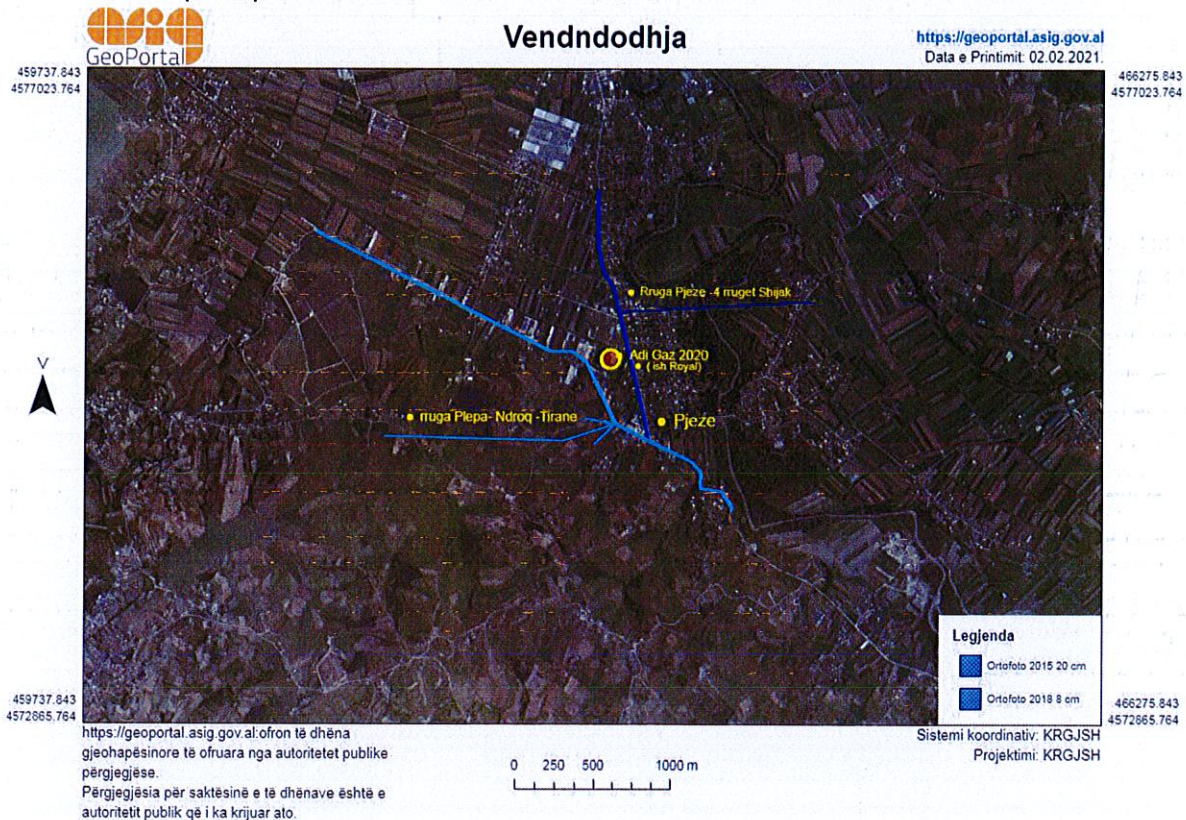 asig
GeoPortal
Vendndodhja
https://geoportal.asig.gov.al
Data e Printimit: 02.02.2021.
459737.843
4577023.764
466275.843
4577023.764
Rruga Pjeze -4 rruget Shijak
Adi Gaz 2020
( ish Royal)
V
rruga Plepa- Ndroq -Tirane
Pjeze
Legjenda
Ortofoto 2015 20 cm
Ortofoto 2018 8 cm
459737.843
4572865.764
466275.843
4572865.764
https://geoportal.asig.gov.al:ofron të dhëna
gjeohapësinore të ofruara nga autoritetet publike
përgjegjëse.
Përgjegjësia për saktësinë e të dhënave është e
autoritetit publik që i ka krijuar ato.
0 250 500 1000 m
Sistemi koordinativ: KRGJSH
Projektimi: KRGJSH